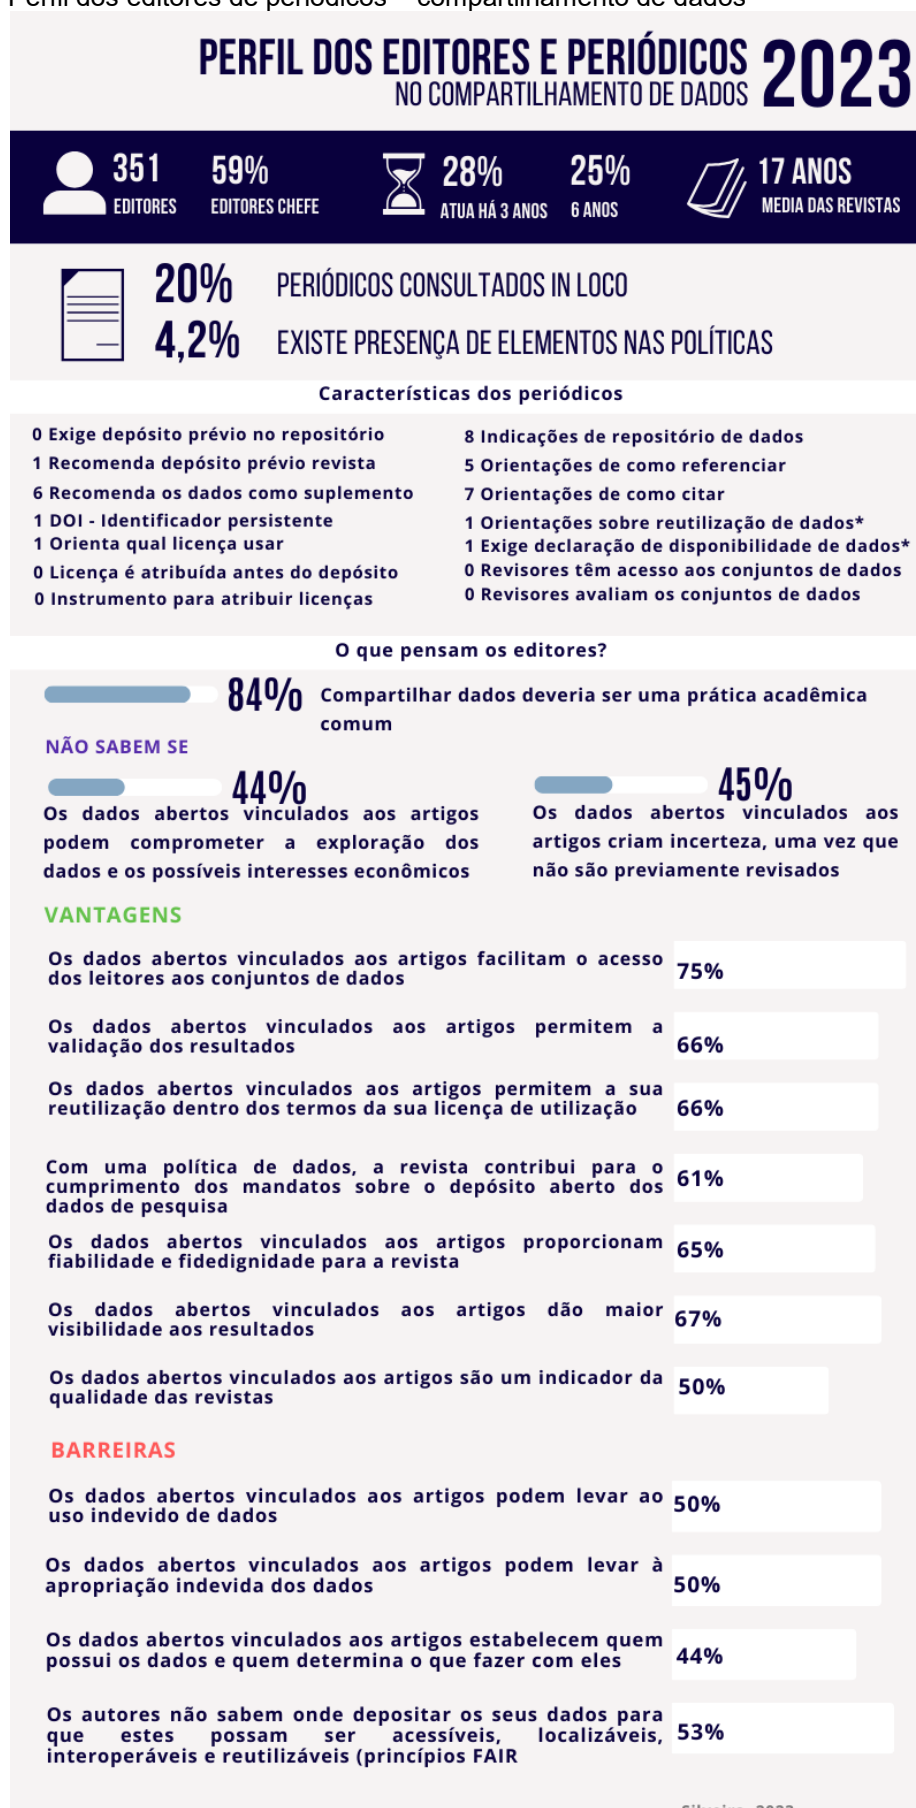 Perfil dos editores de periódicos – compartilhamento de dados
PERFIL DOS EDITORES E PERIÓDICOS 2023
NO COMPARTILHAMENTO DE DADOS
351
EDITORES
59%
EDITORES CHEFE
28%
ATUA HÁ 3 ANOS
25%
6 ANOS
17 ANOS
MEDIA DAS REVISTAS
20% PERIÓDICOS CONSULTADOS IN LOCO
4,2% EXISTE PRESENÇA DE ELEMENTOS NAS POLÍTICAS
Características dos periódicos
0 Exige depósito prévio no repositório
1 Recomenda depósito prévio revista
6 Recomenda os dados como suplemento
1 DOI - Identificador persistente
1 Orienta qual licença usar
0 Licença é atribuída antes do depósito
0 Instrumento para atribuir licenças
8 Indicações de repositório de dados
5 Orientações de como referenciar
7 Orientações de como citar
1 Orientações sobre reutilização de dados*
1 Exige declaração de disponibilidade de dados*
0 Revisores têm acesso aos conjuntos de dados
0 Revisores avaliam os conjuntos de dados
O que pensam os editores?
84% Compartilhar dados deveria ser uma prática acadêmica
comum
NÃO SABEM SE
44%
Os dados abertos vinculados aos artigos
podem comprometer a exploração dos
dados e os possíveis interesses econômicos
45%
Os dados abertos vinculados aos
artigos criam incerteza, uma vez que
não são previamente revisados
VANTAGENS
Os dados abertos vinculados aos artigos facilitam o acesso
dos leitores aos conjuntos de dados
75%
Os dados abertos vinculados aos artigos permitem a
validação dos resultados
66%
Os dados abertos vinculados aos artigos permitem a sua
reutilização dentro dos termos da sua licença de utilização
66%
Com uma política de dados, a revista contribui para o
cumprimento dos mandatos sobre o depósito aberto dos
dados de pesquisa
61%
Os dados abertos vinculados aos artigos proporcionam
fiabilidade e fidedignidade para a revista
65%
Os dados abertos vinculados aos artigos dão maior
visibilidade aos resultados
67%
Os dados abertos vinculados aos artigos são um indicador da
qualidade das revistas
50%
BARREIRAS
Os dados abertos vinculados aos artigos podem levar ao
uso indevido de dados
50%
Os dados abertos vinculados aos artigos podem levar à
apropriação indevida dos dados
50%
Os dados abertos vinculados aos artigos estabelecem quem
possui os dados e quem determina o que fazer com eles
44%
Os autores não sabem onde depositar os seus dados para
que estes possam ser acessíveis, localizáveis,
interoperáveis e reutilizáveis (princípios FAIR
53%